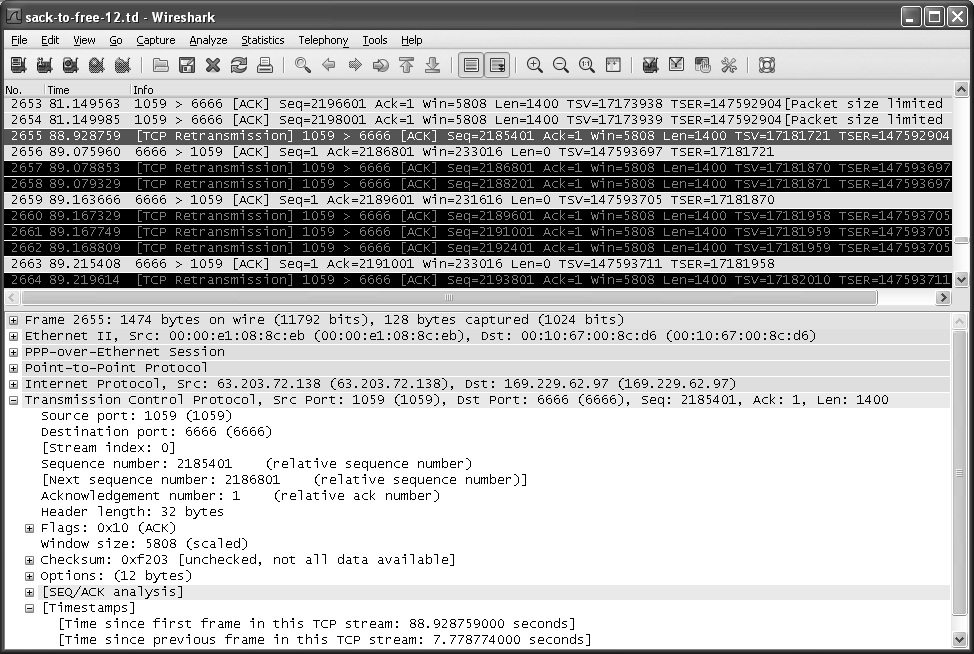 sack-to-free-12.td - Wireshark
File Edit View Go Capture Analyze Statistics Telephony Tools Help
No. Time Info
2653 81.149563 1059 > 6666 [ACK] Seq=2196601 Ack=1 Win=5808 Len=1400 TSV=17173938 TSER=147592904[Packet size limited
2654 81.149985 1059 > 6666 [ACK] Seq=2198001 Ack=1 Win=5808 Len=1400 TSV=17173939 TSER=147592904[Packet size limited
2655 88.928759 [TCP Retransmission] 1059 > 6666 [ACK] Seq=2185401 Ack=1 Win=5808 Len=1400 TSV=17181721 TSER=147592904
2656 89.075960 6666 > 1059 [ACK] Seq=1 Ack=2186801 Win=233016 Len=0 TSV=147593697 TSER=17181721
2657 89.078853 [TCP Retransmission] 1059 > 6666 [ACK] Seq=2186801 Ack=1 Win=5808 Len=1400 TSV=17181870 TSER=147593697
2658 89.079329 [TCP Retransmission] 1059 > 6666 [ACK] Seq=2188201 Ack=1 Win=5808 Len=1400 TSV=17181871 TSER=147593697
2659 89.163666 6666 > 1059 [ACK] Seq=1 Ack=2189601 Win=231616 Len=0 TSV=147593705 TSER=17181870
2660 89.167329 [TCP Retransmission] 1059 > 6666 [ACK] Seq=2189601 Ack=1 Win=5808 Len=1400 TSV=17181958 TSER=147593705
2661 89.167749 [TCP Retransmission] 1059 > 6666 [ACK] Seq=2191001 Ack=1 Win=5808 Len=1400 TSV=17181959 TSER=147593705
2662 89.168809 [TCP Retransmission] 1059 > 6666 [ACK] Seq=2192401 Ack=1 Win=5808 Len=1400 TSV=17181959 TSER=147593705
2663 89.215408 6666 > 1059 [ACK] Seq=1 Ack=2191001 Win=233016 Len=0 TSV=147593711 TSER=17181958
2664 89.219614 [TCP Retransmission] 1059 > 6666 [ACK] Seq=2193801 Ack=1 Win=5808 Len=1400 TSV=17182010 TSER=147593711
Frame 2655: 1474 bytes on wire (11792 bits), 128 bytes captured (1024 bits)
Ethernet II, Src: 00:00:e1:08:8c:eb (00:00:e1:08:8c:eb), Dst: 00:10:67:00:8c:d6 (00:10:67:00:8c:d6)
PPP-over-Ethernet Session
Point-to-Point Protocol
Internet Protocol, Src: 63.203.72.138 (63.203.72.138), Dst: 169.229.62.97 (169.229.62.97)
Transmission Control Protocol, Src Port: 1059 (1059), Dst Port: 6666 (6666), Seq: 2185401, Ack: 1, Len: 1400
Source port: 1059 (1059)
Destination port: 6666 (6666)
[Stream index: 0]
Sequence number: 2185401 (relative sequence number)
[Next sequence number: 2186801 (relative sequence number)]
Acknowledgement number: 1 (relative ack number)
Header length: 32 bytes
Flags: 0x10 (ACK)
Window size: 5808 (scaled)
Checksum: 0xf203 [unchecked, not all data available]
Options: (12 bytes)
[SEQ/ACK analysis]
[Timestamps]
[Time since first frame in this TCP stream: 88.928759000 seconds]
[Time since previous frame in this TCP stream: 7.778774000 seconds]